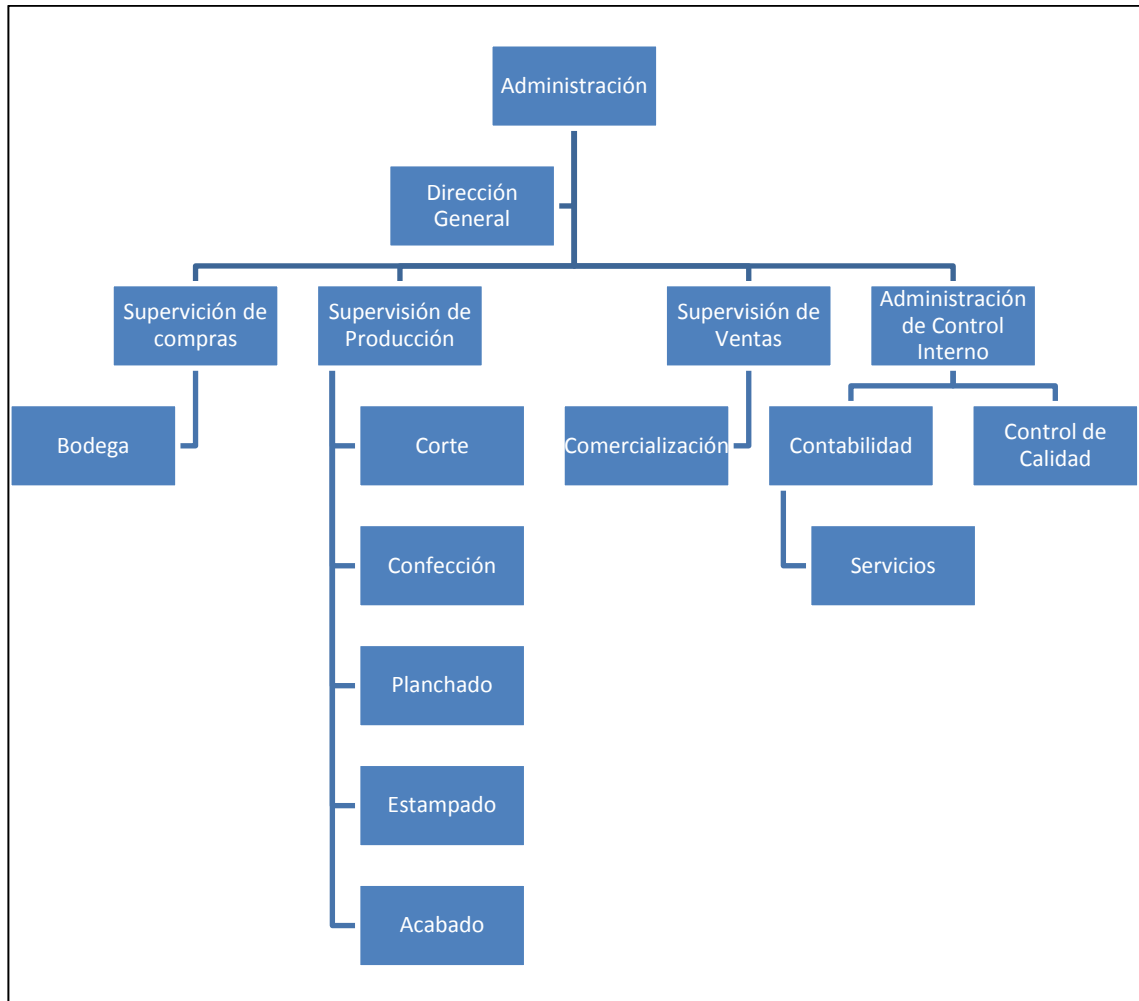 Administración
Dirección
General
Supervición de
compras
Supervisión de
Producción
Supervisión de
Ventas
Administración
de Control
Interno
Bodega
Corte
Comercialización
Contabilidad
Control de
Calidad
Confección
Servicios
Planchado
Estampado
Acabado